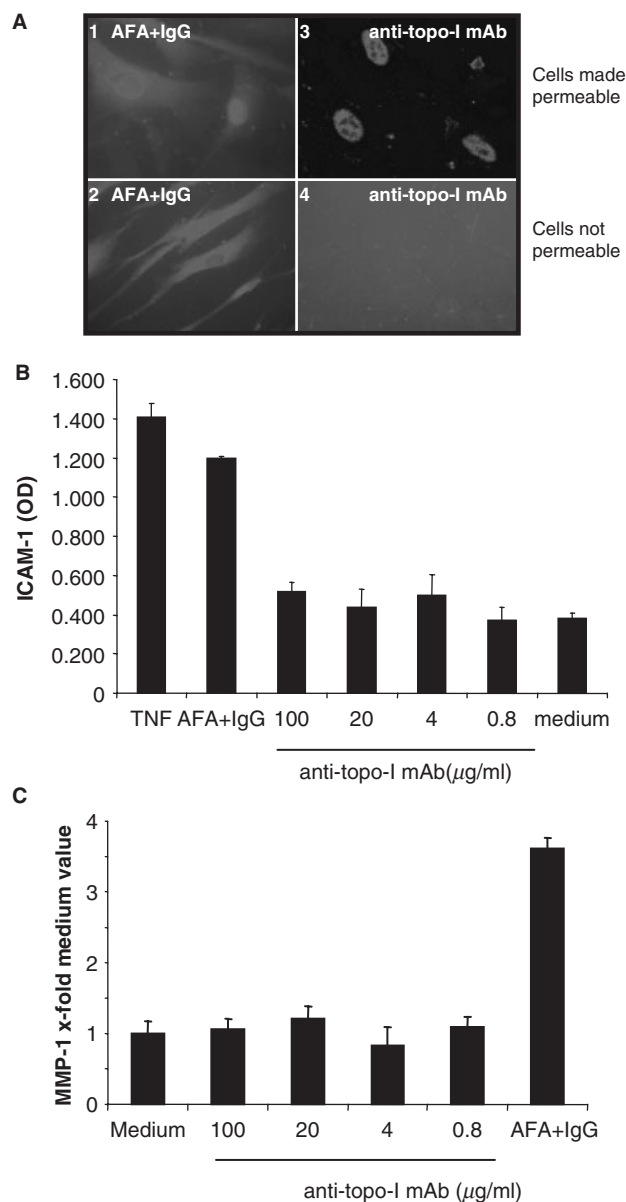 A
1 AFA+IgG
3 anti-topo-I mAb
Cells made
permeable
2 AFA+IgG
4 anti-topo-I mAb
Cells not
permeable
B
1.600
1.400
1.200
1.000
0.800
0.600
0.400
0.200
0
ICAM-1 (OD)
TNF AFA+IgG 100 20 4 0.8 medium
anti-topo-I mAb(μg/ml)
C
4
3
2
1
0
MMP-1 x-fold medium value
Medium 100 20 4 0.8 AFA+IgG
anti-topo-I mAb (μg/ml)